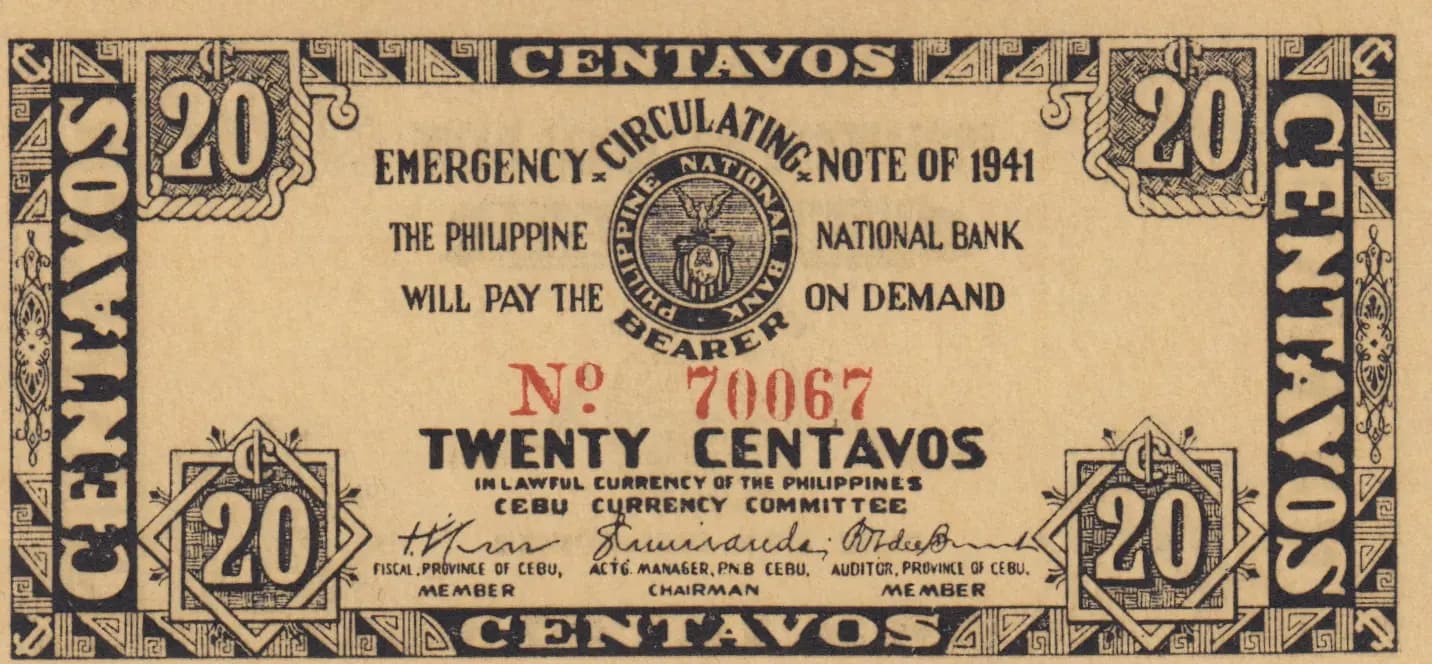 CENTAVOS
₵ 20
₵ 20
CENTAVOS
CENTAVOS
EMERGENCY CIRCULATING NOTE OF 1941
PHILIPPINE NATIONAL BANK
THE PHILIPPINE NATIONAL BANK
WILL PAY THE BEARER ON DEMAND
Nº 70067
TWENTY CENTAVOS
IN LAWFUL CURRENCY OF THE PHILIPPINES
CEBU CURRENCY COMMITTEE
₵ 20
₵ 20
FISCAL, PROVINCE OF CEBU, ACTG. MANAGER, P.N.B CEBU, AUDITOR, PROVINCE OF CEBU.
MEMBER CHAIRMAN MEMBER
CENTAVOS